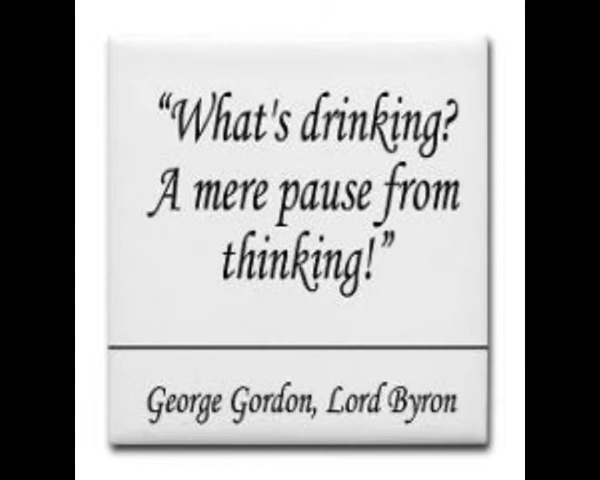 “What's drinking?
A mere pause from
thinking!”
George Gordon, Lord Byron